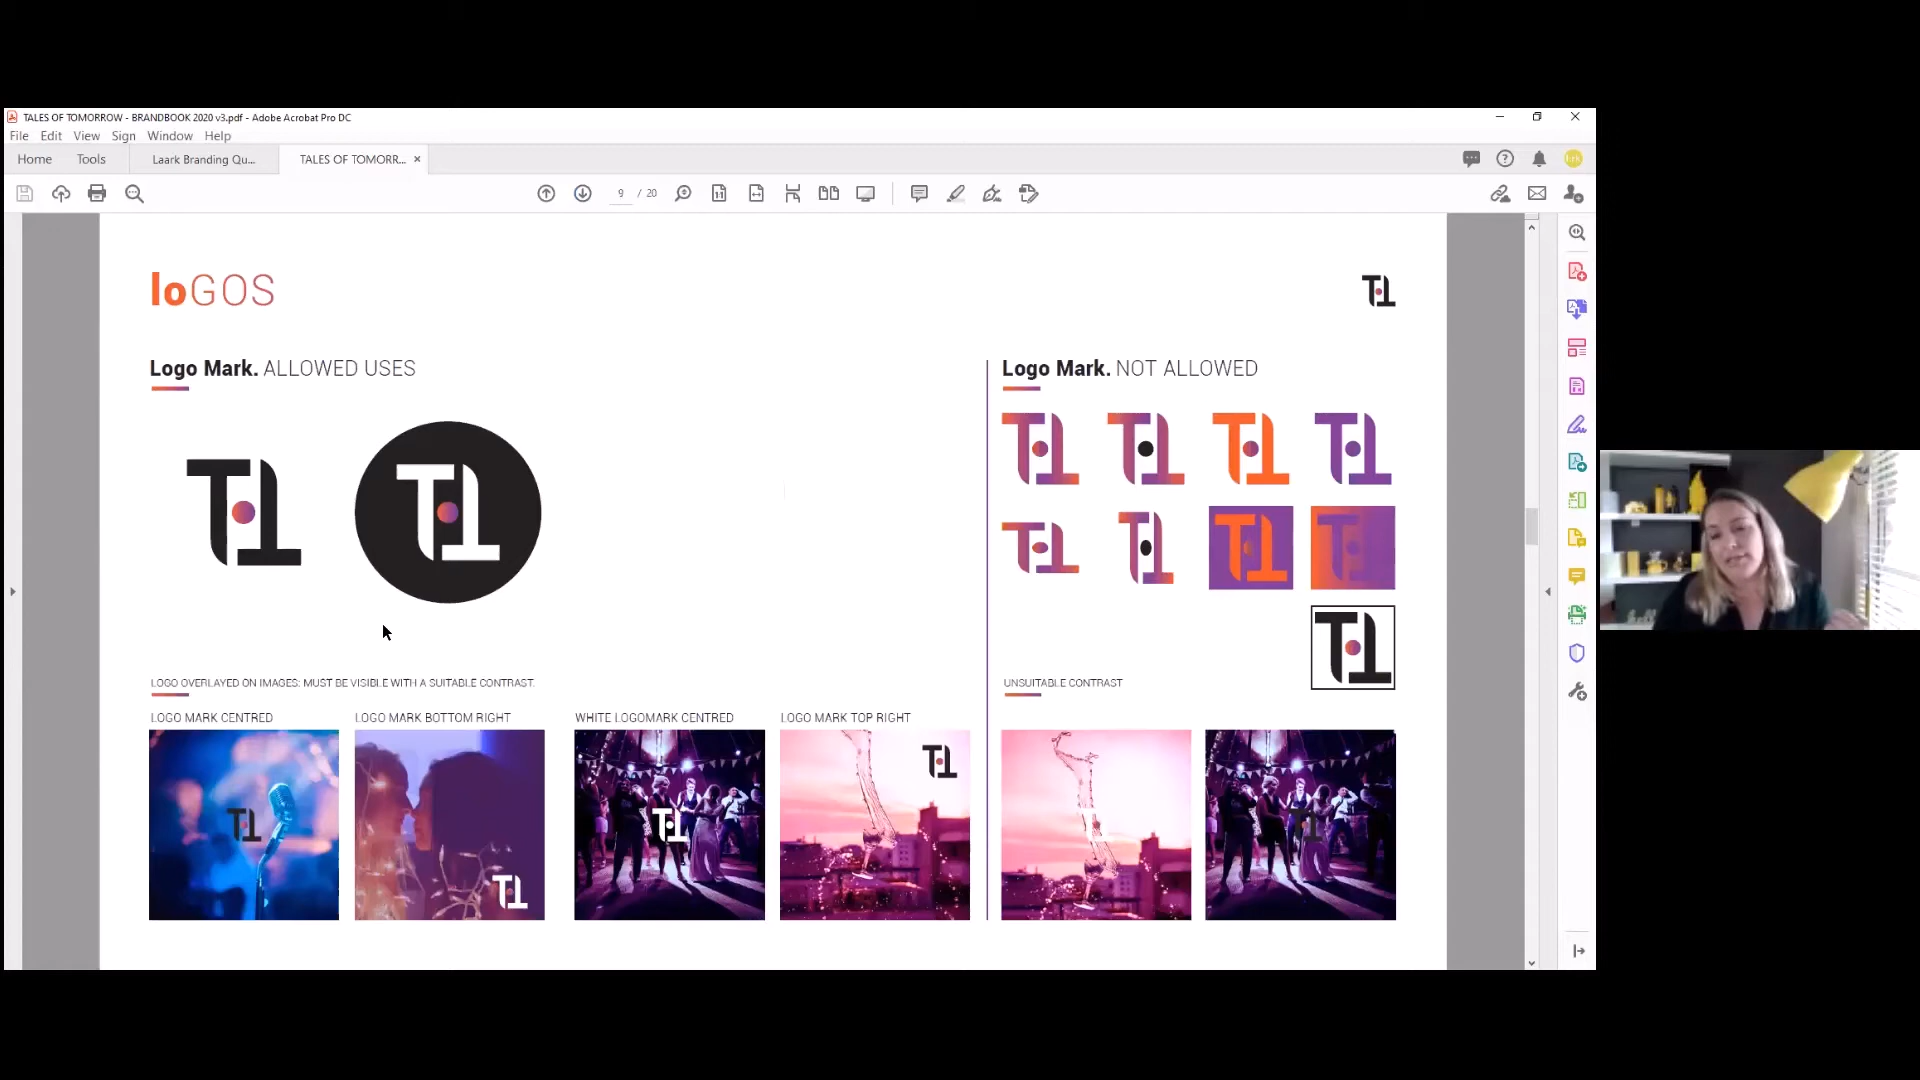 TALES OF TOMORROW - BRANDBOOK 2020 v3.pdf - Adobe Acrobat Pro DC
File Edit View Sign Window Help
Home Tools Laark Branding Qu... TALES OF TOMORR... ×
9 / 20
loGOS
Logo Mark. ALLOWED USES
Logo Mark. NOT ALLOWED
LOGO OVERLAYED ON IMAGES: MUST BE VISIBLE WITH A SUITABLE CONTRAST.
UNSUITABLE CONTRAST
LOGO MARK CENTRED
LOGO MARK BOTTOM RIGHT
WHITE LOGOMARK CENTRED
LOGO MARK TOP RIGHT